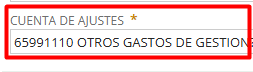 CUENTA DE AJUSTES *
65991110 OTROS GASTOS DE GESTION